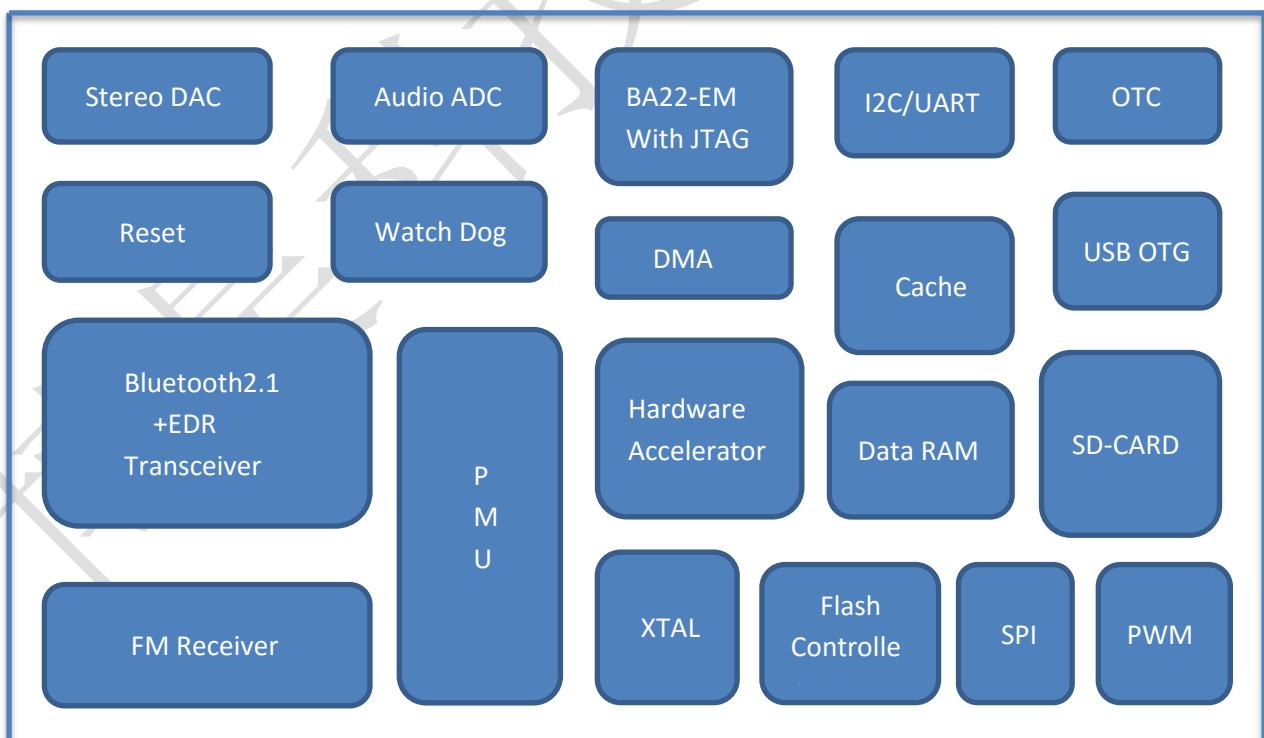 Stereo DAC
Audio ADC
BA22-EM
With JTAG
I2C/UART
OTC
Reset
Watch Dog
DMA
Cache
USB OTG
Bluetooth2.1
+EDR
Transceiver
P
M
U
Hardware
Accelerator
Data RAM
SD-CARD
FM Receiver
XTAL
Flash
Controlle
SPI
PWM